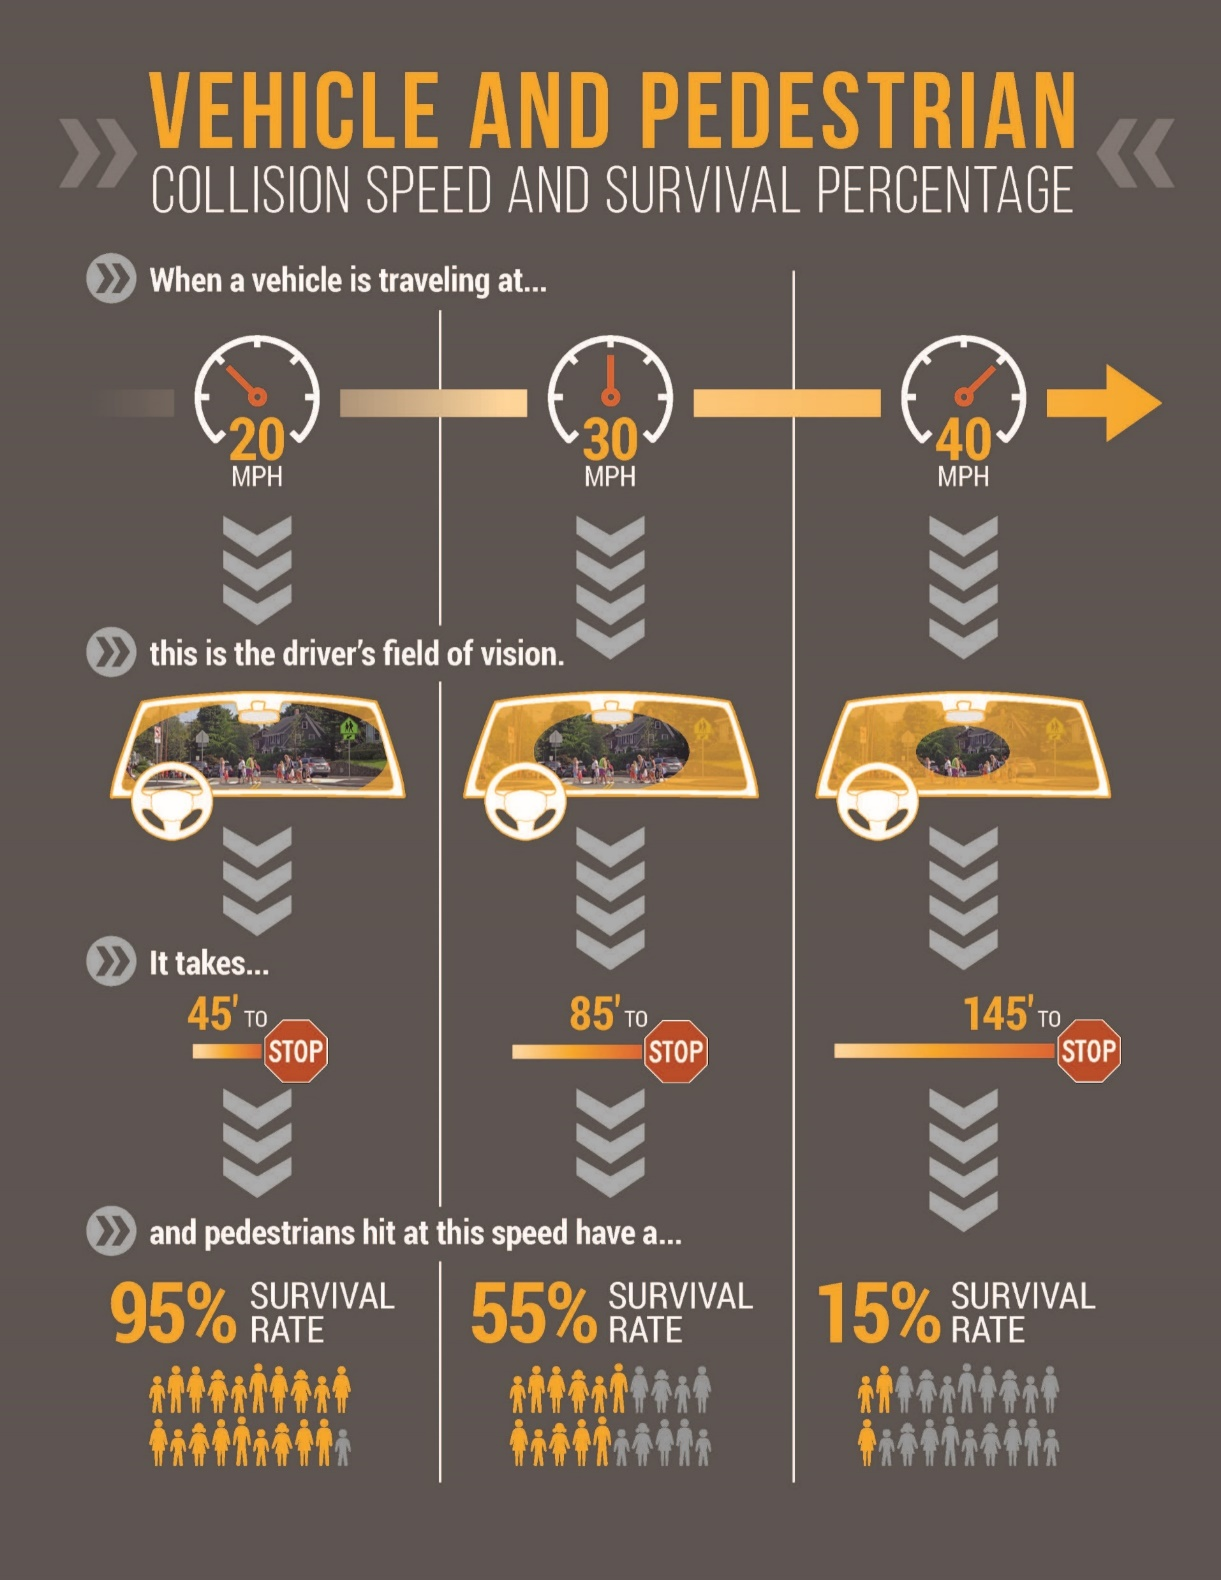 VEHICLE AND PEDESTRIAN
COLLISION SPEED AND SURVIVAL PERCENTAGE
When a vehicle is traveling at...
20
MPH
30
MPH
40
MPH
this is the driver's field of vision.
It takes...
45' TO
STOP
85' TO
STOP
145' TO
STOP
and pedestrians hit at this speed have a...
95% SURVIVAL
RATE
55% SURVIVAL
RATE
15% SURVIVAL
RATE